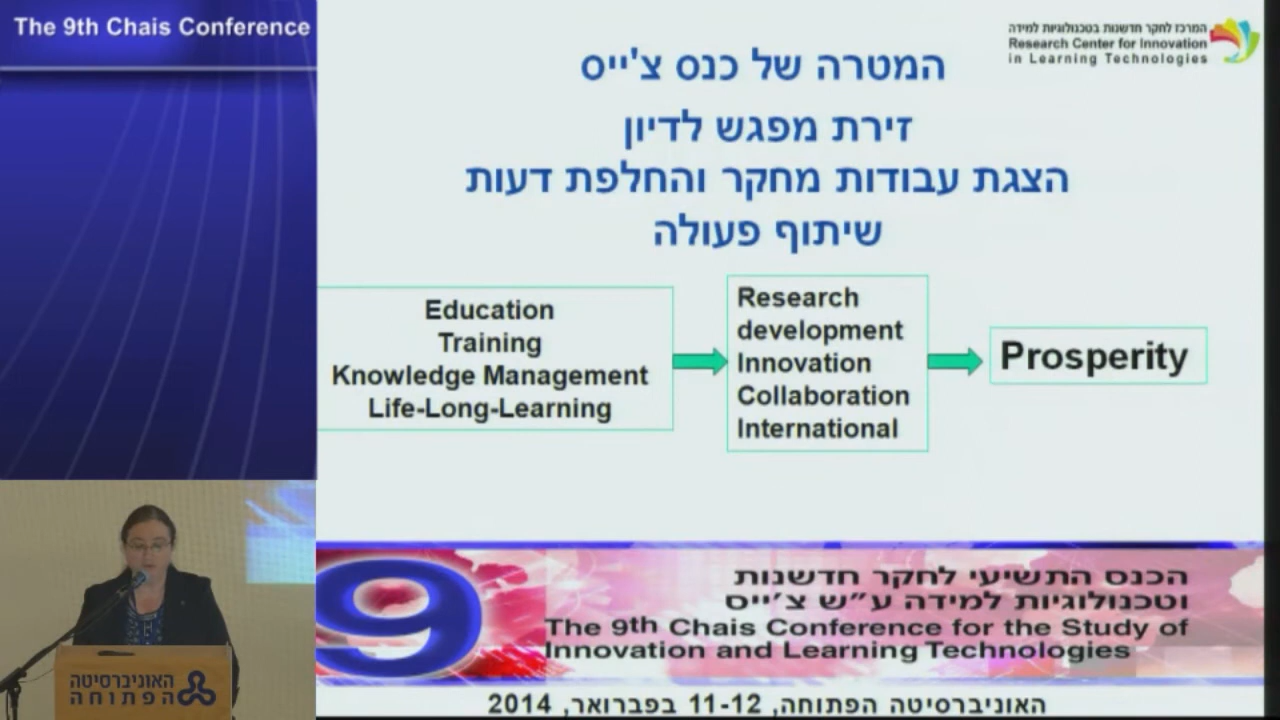 The 9th Chais Conference
המרכז לחקר חדשנות בטכנולוגיות למידה
Research Center for Innovation
in Learning Technologies
המטרה של כנס צ'ייס
זירת מפגש לדיון
הצגת עבודות מחקר והחלפת דעות
שיתוף פעולה
Education
Training
Knowledge Management
Life-Long-Learning
Research
development
Innovation
Collaboration
International
Prosperity
9
הכנס התשיעי לחקר חדשנות
וטכנולוגיות למידה ע״ש צ׳ייס
The 9th Chais Conference for the Study of
Innovation and Learning Technologies
האוניברסיטה הפתוחה, 11-12 בפברואר, 2014
האוניברסיטה
הפתוחה